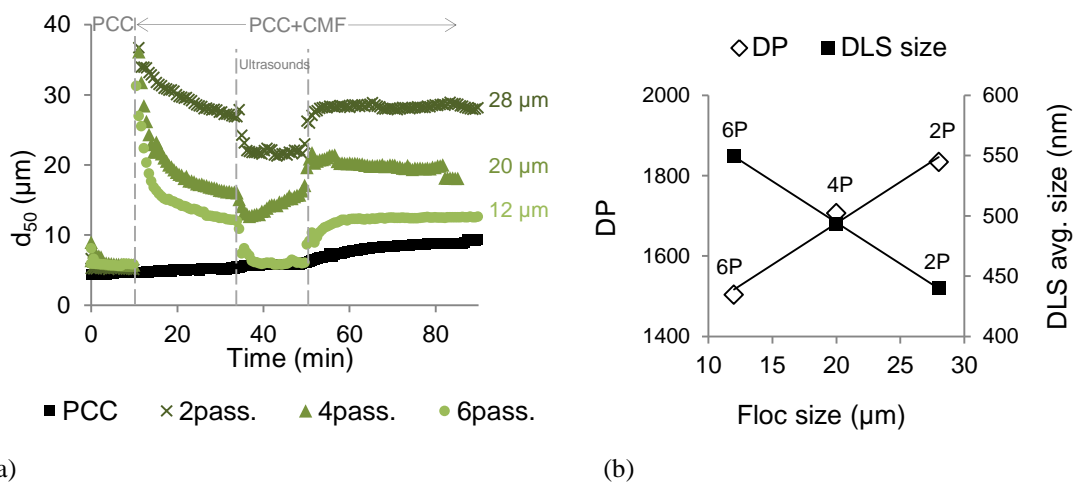 PCC
PCC+CMF
Ultrasounds
40
30
20
10
0
d50 (µm)
28 µm
20 µm
12 µm
0
20
40
60
80
Time (min)
PCC
2pass.
4pass.
6pass.
a)
DP
DLS size
2000
1800
1600
1400
DP
600
550
500
450
400
DLS avg. size (nm)
6P
2P
4P
6P
2P
10
15
20
25
30
Floc size (µm)
(b)